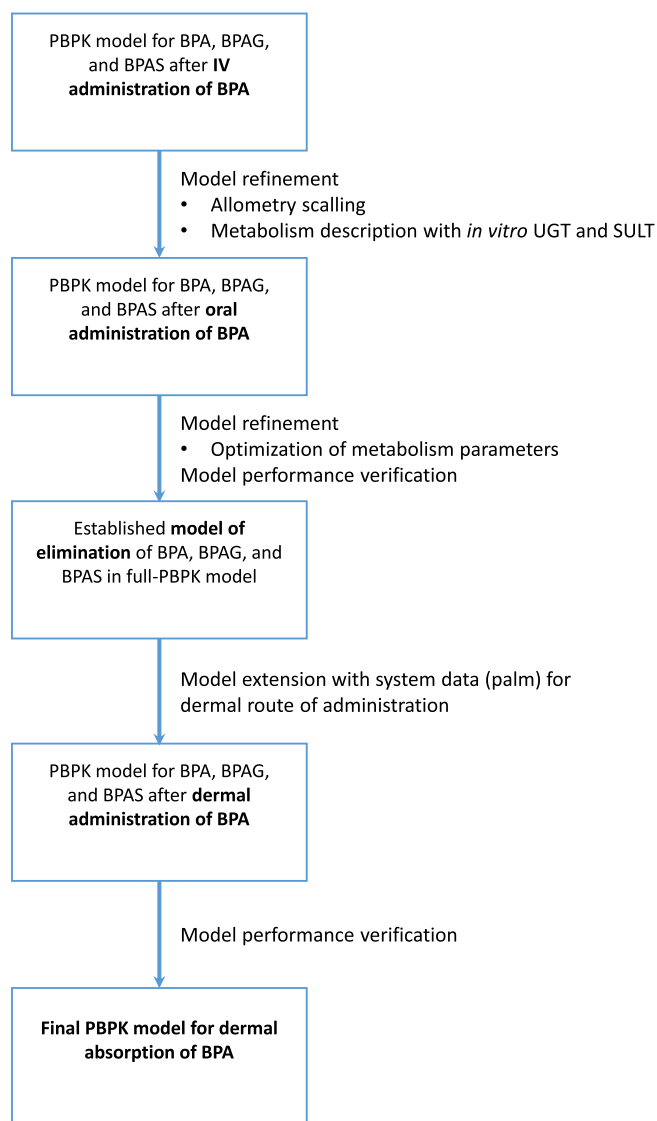 PBPK model for BPA, BPAG,
and BPAS after IV
administration of BPA
Model refinement
• Allometry scalling
• Metabolism description with in vitro UGT and SULT
PBPK model for BPA, BPAG,
and BPAS after oral
administration of BPA
Model refinement
• Optimization of metabolism parameters
Model performance verification
Established model of
elimination of BPA, BPAG, and
BPAS in full-PBPK model
Model extension with system data (palm) for
dermal route of administration
PBPK model for BPA, BPAG,
and BPAS after dermal
administration of BPA
Model performance verification
Final PBPK model for dermal
absorption of BPA